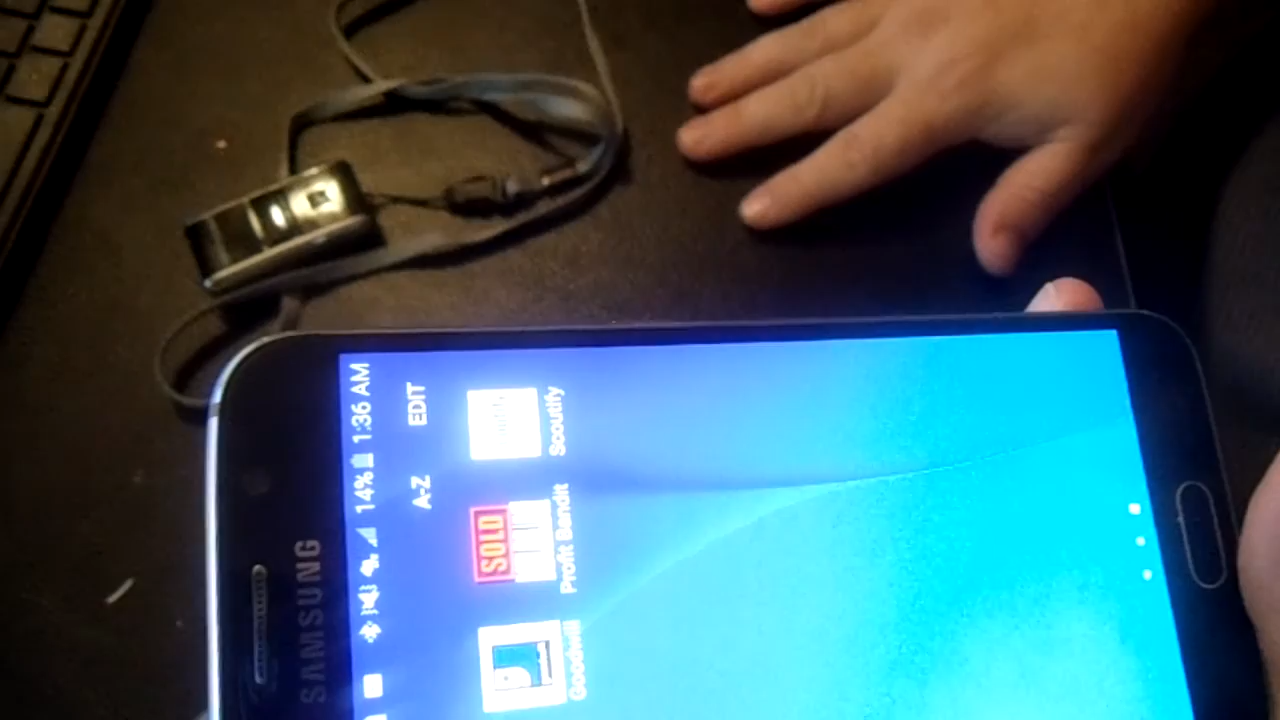 SAMSUNG
14% 1:36 AM
A-Z EDIT
Goodwill Profit Bandit Scoutify
SOLD